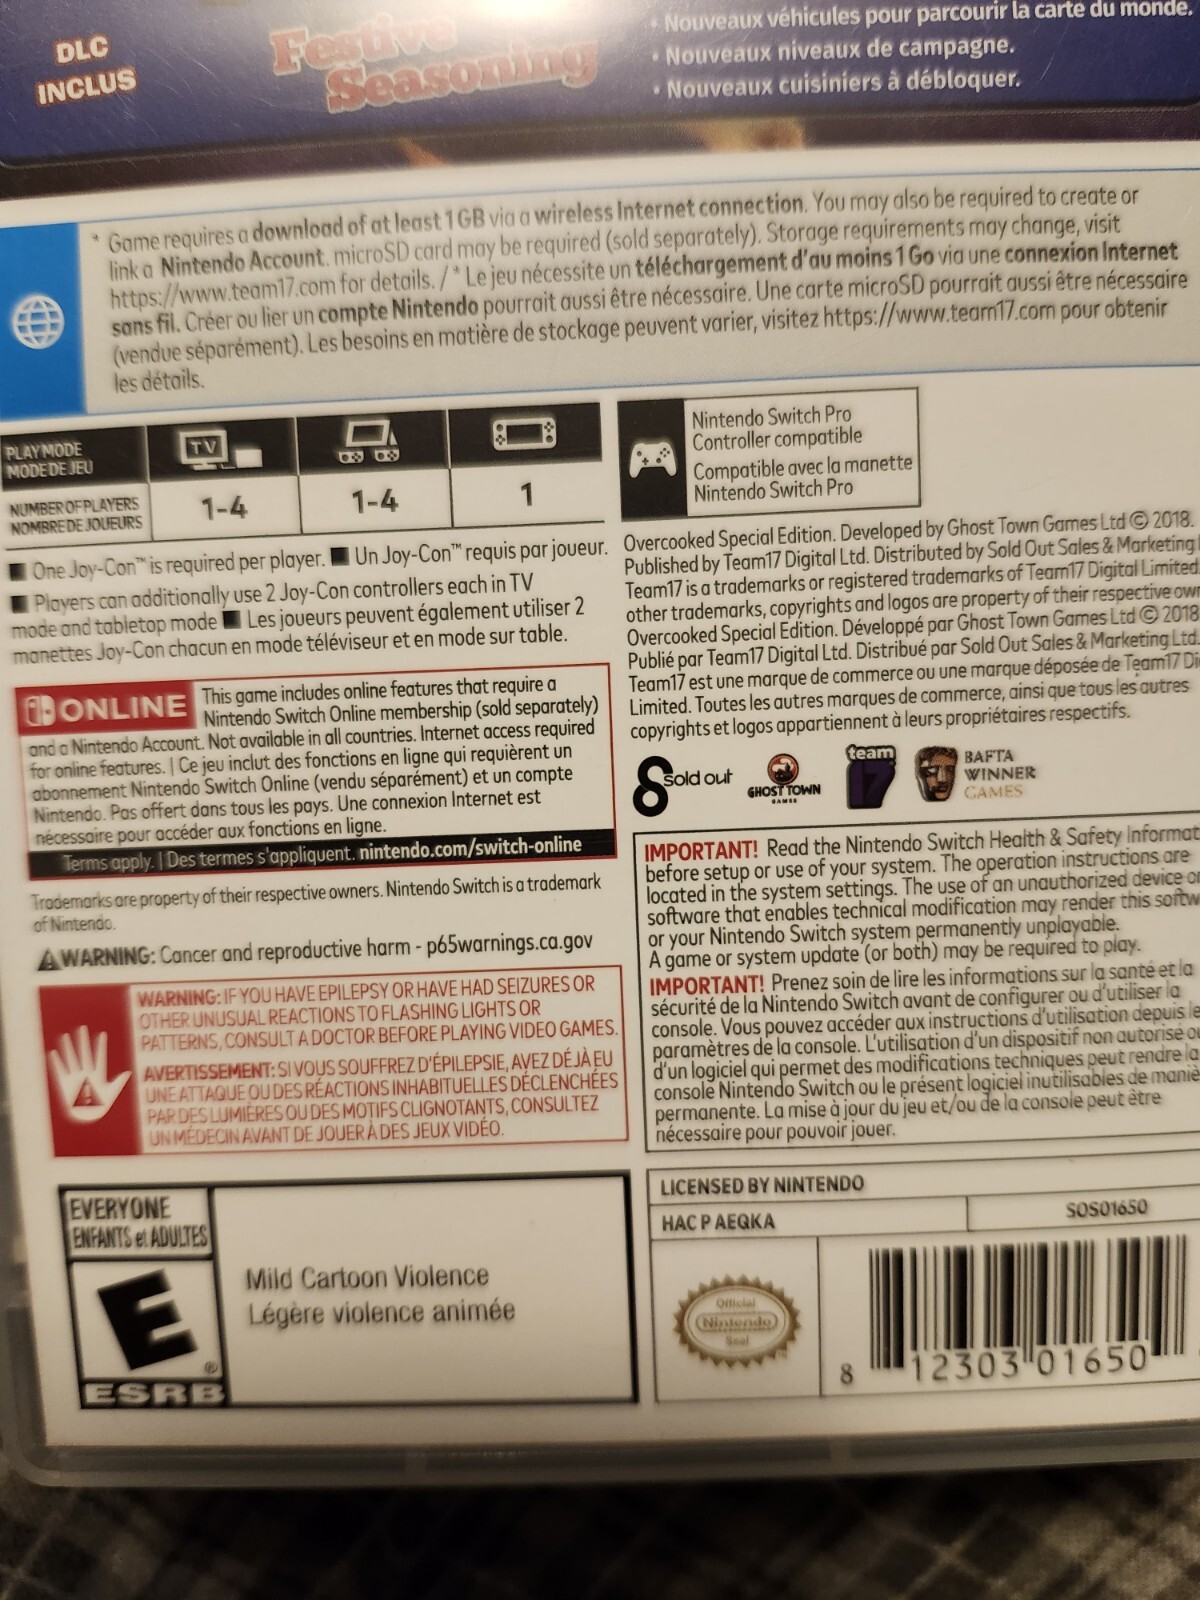 DLC
INCLUS
Festive
Seasoning
• Nouveaux véhicules pour parcourir la carte du monde.
• Nouveaux niveaux de campagne.
• Nouveaux cuisiniers à débloquer.
* Game requires a download of at least 1 GB via a wireless Internet connection. You may also be required to create or
link a Nintendo Account. microSD card may be required (sold separately). Storage requirements may change, visit
https://www.team17.com for details. / * Le jeu nécessite un téléchargement d'au moins 1 Go via une connexion Internet
sans fil. Créer ou lier un compte Nintendo pourrait aussi être nécessaire. Une carte microSD pourrait aussi être nécessaire
(vendue séparément). Les besoins en matière de stockage peuvent varier, visitez https://www.team17.com pour obtenir
les détails.
PLAY MODE
MODE DE JEU
TV
NUMBER OF PLAYERS
NOMBRE DE JOUEURS
1-4
1-4
1
■ One Joy-Con™ is required per player. ■ Un Joy-Con™ requis par joueur.
■ Players can additionally use 2 Joy-Con controllers each in TV
mode and tabletop mode ■ Les joueurs peuvent également utiliser 2
manettes Joy-Con chacun en mode téléviseur et en mode sur table.
ONLINE
This game includes online features that require a
Nintendo Switch Online membership (sold separately)
and a Nintendo Account. Not available in all countries. Internet access required
for online features. | Ce jeu inclut des fonctions en ligne qui requièrent un
abonnement Nintendo Switch Online (vendu séparément) et un compte
Nintendo. Pas offert dans tous les pays. Une connexion Internet est
nécessaire pour accéder aux fonctions en ligne.
Terms apply. | Des termes s'appliquent. nintendo.com/switch-online
Trademarks are property of their respective owners. Nintendo Switch is a trademark
of Nintendo.
WARNING: Cancer and reproductive harm - p65warnings.ca.gov
WARNING: IF YOU HAVE EPILEPSY OR HAVE HAD SEIZURES OR
OTHER UNUSUAL REACTIONS TO FLASHING LIGHTS OR
PATTERNS, CONSULT A DOCTOR BEFORE PLAYING VIDEO GAMES.
AVERTISSEMENT: SI VOUS SOUFFREZ D'ÉPILEPSIE, AVEZ DÉJÀ EU
UNE ATTAQUE OU DES RÉACTIONS INHABITUELLES DÉCLENCHÉES
PAR DES LUMIÈRES OU DES MOTIFS CLIGNOTANTS, CONSULTEZ
UN MÉDECIN AVANT DE JOUER À DES JEUX VIDÉO.
EVERYONE
ENFANTS et ADULTES
E
®
ESRB
Mild Cartoon Violence
Légère violence animée
Nintendo Switch Pro
Controller compatible
Compatible avec la manette
Nintendo Switch Pro
Overcooked Special Edition. Developed by Ghost Town Games Ltd © 2018.
Published by Team17 Digital Ltd. Distributed by Sold Out Sales & Marketing
Team17 is a trademarks or registered trademarks of Team17 Digital Limited.
other trademarks, copyrights and logos are property of their respective own
Overcooked Special Edition. Développé par Ghost Town Games Ltd © 2018
Publié par Team17 Digital Ltd. Distribué par Sold Out Sales & Marketing Ltd.
Team17 est une marque de commerce ou une marque déposée de Team17 Di
Limited. Toutes les autres marques de commerce, ainsi que tous les autres
copyrights et logos appartiennent à leurs propriétaires respectifs.
sold out
GHOST TOWN
GAMES
team
17
BAFTA
WINNER
GAMES
IMPORTANT! Read the Nintendo Switch Health & Safety Informat
before setup or use of your system. The operation instructions are
located in the system settings. The use of an unauthorized device or
software that enables technical modification may render this softw
or your Nintendo Switch system permanently unplayable.
A game or system update (or both) may be required to play.
IMPORTANT! Prenez soin de lire les informations sur la santé et la
sécurité de la Nintendo Switch avant de configurer ou d'utiliser la
console. Vous pouvez accéder aux instructions d'utilisation depuis le
paramètres de la console. L'utilisation d'un dispositif non autorisé ou
d'un logiciel qui permet des modifications techniques peut rendre la
console Nintendo Switch ou le présent logiciel inutilisables de maniè
permanente. La mise à jour du jeu et/ou de la console peut être
nécessaire pour pouvoir jouer.
LICENSED BY NINTENDO
HAC P AEQKA
SOS01650
Official
Nintendo
Seal
8 12303 01650